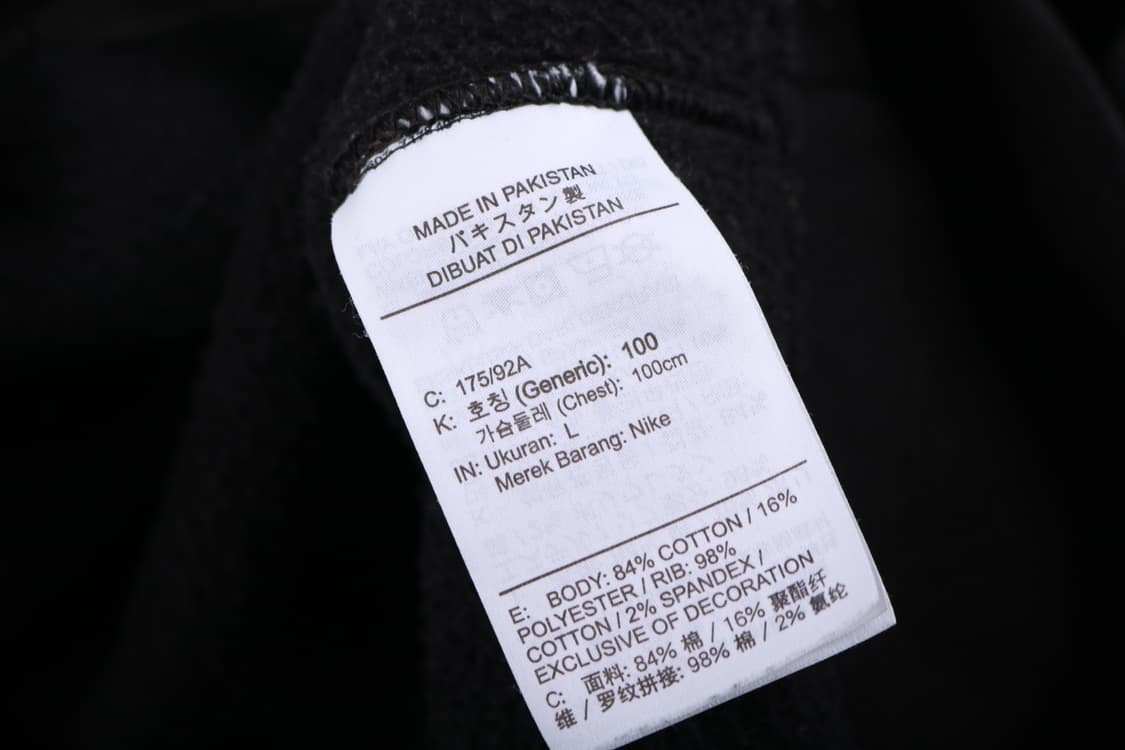 MADE IN PAKISTAN
パキスタン製
DIBUAT DI PAKISTAN
C: 175/92A
K: 호칭 (Generic): 100
가슴둘레 (Chest): 100cm
IN: Ukuran: L
Merek Barang: Nike
E: BODY: 84% COTTON / 16%
POLYESTER / RIB: 98%
COTTON / 2% SPANDEX /
EXCLUSIVE OF DECORATION
C: 面料: 84% 棉 / 16% 聚酯纤
维 / 罗纹拼接: 98% 棉 / 2% 氨纶